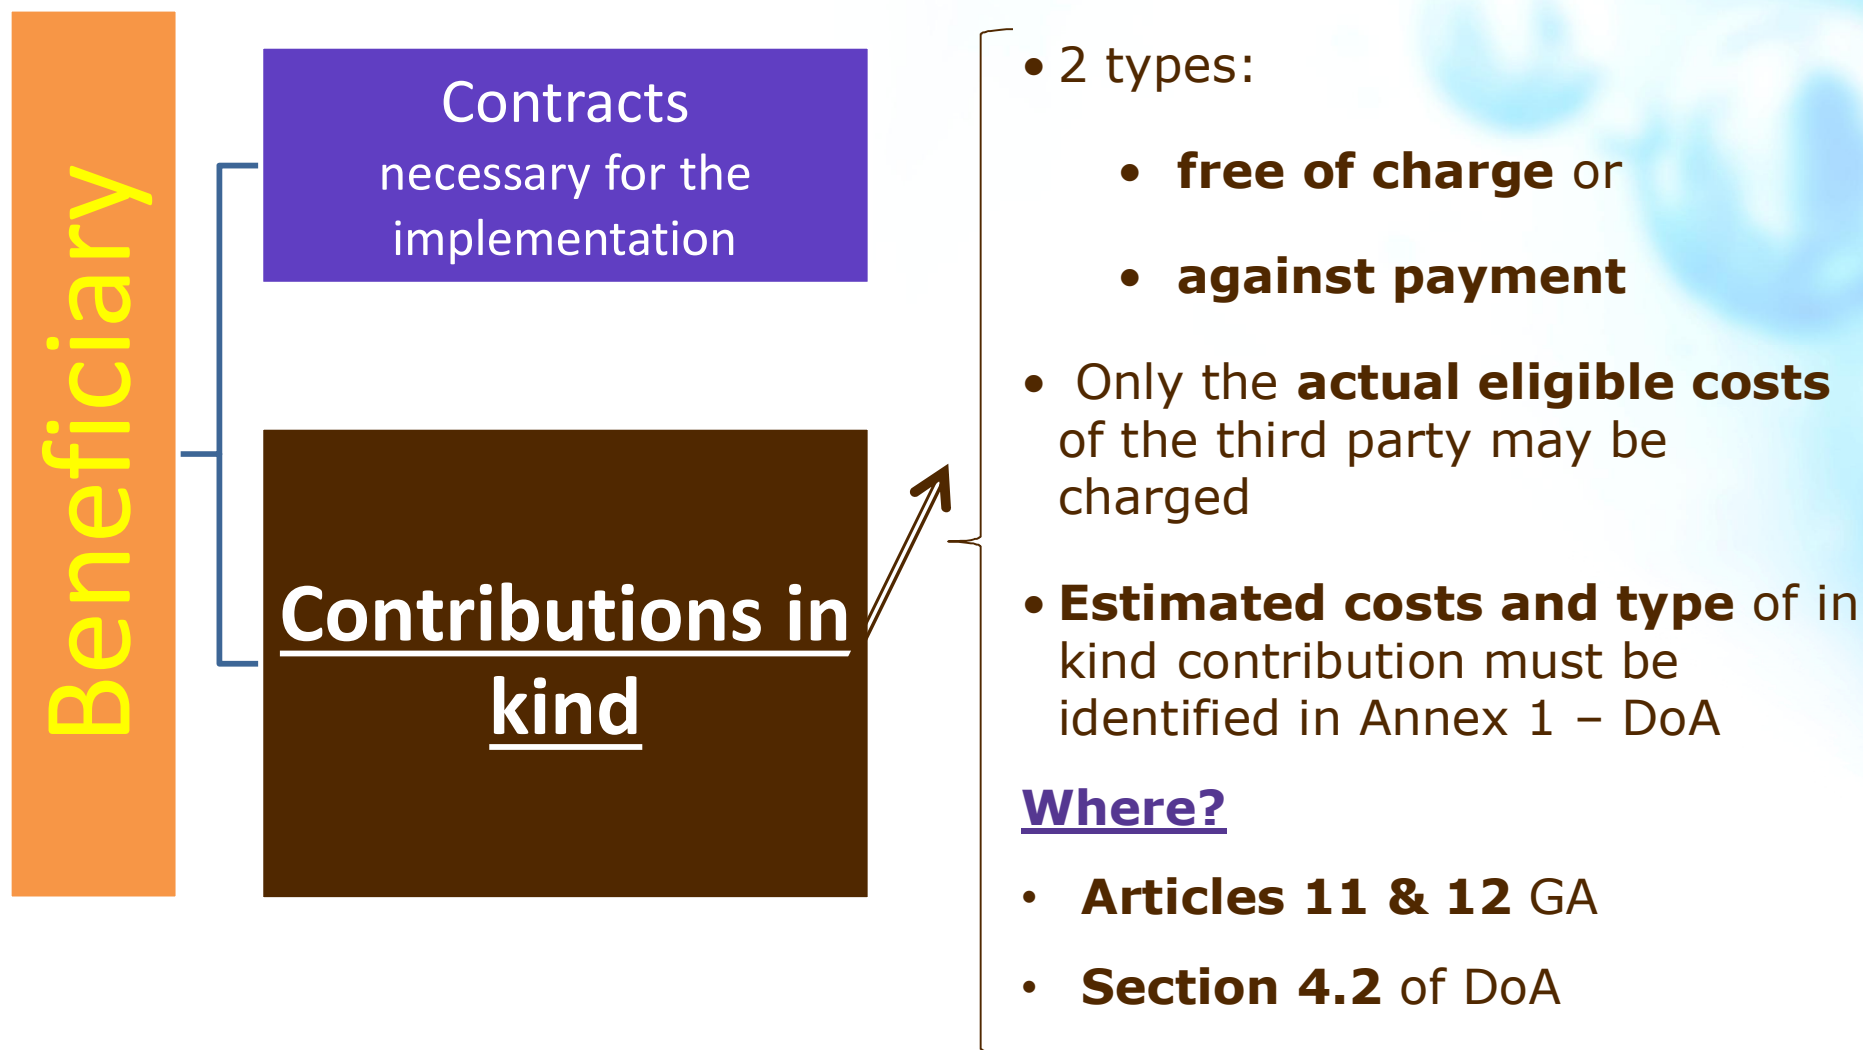 Beneficiary
Contracts
necessary for the
implementation
Contributions in
kind
• 2 types:
• free of charge or
• against payment
• Only the actual eligible costs
of the third party may be
charged
• Estimated costs and type of in
kind contribution must be
identified in Annex 1 – DoA
Where?
• Articles 11 & 12 GA
• Section 4.2 of DoA